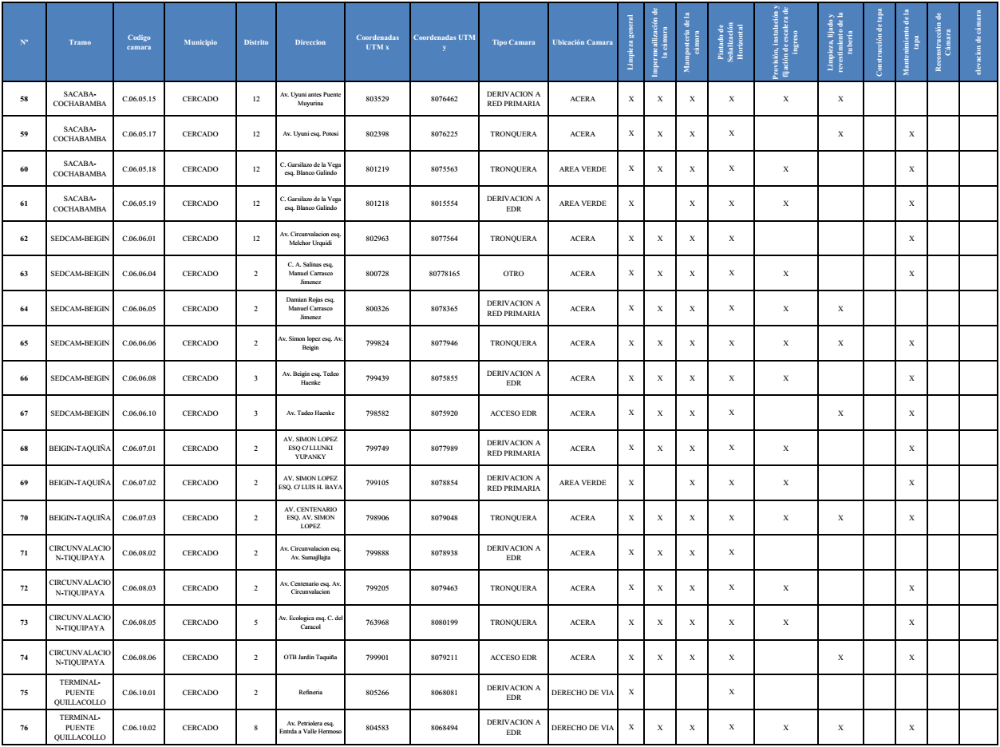 Nº Tramo Codigo camara Municipio Distrito Direccion Coordenadas UTM x Coordenadas UTM y Tipo Camara Ubicación Camara Limpieza general Impermealización de la cámara Mampostería de la cámara Pintado de Señalización Horizontal Provisión, instalación y fijación de escalera de ingreso Limpieza, lijado y revestimiento de la tubería Construcción de tapa Mantenimiento de la tapa Reconstrucción de Cámara elevacion de cámara
58 SACABA-COCHABAMBA C.06.05.15 CERCADO 12 Av. Uyuni antes Puente Muyurina 803529 8076462 DERIVACION A RED PRIMARIA ACERA X X X X X X
59 SACABA-COCHABAMBA C.06.05.17 CERCADO 12 Av. Uyuni esq. Potosi 802398 8076225 TRONQUERA ACERA X X X X X X
60 SACABA-COCHABAMBA C.06.05.18 CERCADO 12 C. Garsilazo de la Vega esq. Blanco Galindo 801219 8075563 TRONQUERA AREA VERDE X X X X X X
61 SACABA-COCHABAMBA C.06.05.19 CERCADO 12 C. Garsilazo de la Vega esq. Blanco Galindo 801218 8015554 DERIVACION A EDR AREA VERDE X X X X X
62 SEDCAM-BEIGIN C.06.06.01 CERCADO 12 Av. Circunvalacion esq. Melchor Urquidi 802963 8077564 TRONQUERA ACERA X X X X X
63 SEDCAM-BEIGIN C.06.06.04 CERCADO 2 C. A. Salinas esq. Manuel Carrasco Jimenez 800728 80778165 OTRO ACERA X X X X X X
64 SEDCAM-BEIGIN C.06.06.05 CERCADO 2 Damian Rojas esq. Manuel Carrasco Jimenez 800326 8078365 DERIVACION A RED PRIMARIA ACERA X X X X X X
65 SEDCAM-BEIGIN C.06.06.06 CERCADO 2 Av. Simon lopez esq. Av. Beigin 799824 8077946 TRONQUERA ACERA X X X X X X X
66 SEDCAM-BEIGIN C.06.06.08 CERCADO 3 Av. Beigin esq. Tedeo Haenke 799439 8075855 DERIVACION A EDR ACERA X X X X X X
67 SEDCAM-BEIGIN C.06.06.10 CERCADO 3 Av. Tadeo Haenke 798582 8075920 ACCESO EDR ACERA X X X X X X
68 BEIGIN-TAQUIÑA C.06.07.01 CERCADO 2 AV. SIMON LOPEZ ESQ C/ LLUNKI YUPANKY 799749 8077989 DERIVACION A RED PRIMARIA ACERA X X X X X X
69 BEIGIN-TAQUIÑA C.06.07.02 CERCADO 2 AV. SIMON LOPEZ ESQ. C/ LUIS H. BAYA 799105 8078854 DERIVACION A RED PRIMARIA AREA VERDE X X X X X
70 BEIGIN-TAQUIÑA C.06.07.03 CERCADO 2 AV. CENTENARIO ESQ. AV. SIMON LOPEZ 798906 8079048 TRONQUERA ACERA X X X X X X X
71 CIRCUNVALACION-TIQUIPAYA C.06.08.02 CERCADO 2 Av. Circunvalacion esq. Av. Sumajllajta 799888 8078938 DERIVACION A EDR ACERA X X X X
72 CIRCUNVALACION-TIQUIPAYA C.06.08.03 CERCADO 2 Av. Centenario esq. Av. Circunvalacion 799205 8079463 TRONQUERA ACERA X X X X X X
73 CIRCUNVALACION-TIQUIPAYA C.06.08.05 CERCADO 5 Av. Ecologica esq. C. del Caracol 763968 8080199 TRONQUERA ACERA X X X X X X
74 CIRCUNVALACION-TIQUIPAYA C.06.08.06 CERCADO 2 OTB Jardin Taquiña 799901 8079211 ACCESO EDR ACERA X X X X X X
75 TERMINAL-PUENTE QUILLACOLLO C.06.10.01 CERCADO 2 Refineria 805266 8068081 DERIVACION A EDR DERECHO DE VIA X X
76 TERMINAL-PUENTE QUILLACOLLO C.06.10.02 CERCADO 8 Av. Petriolera esq. Entrda a Valle Hermoso 804583 8068494 DERIVACION A EDR DERECHO DE VIA X X X X X X X